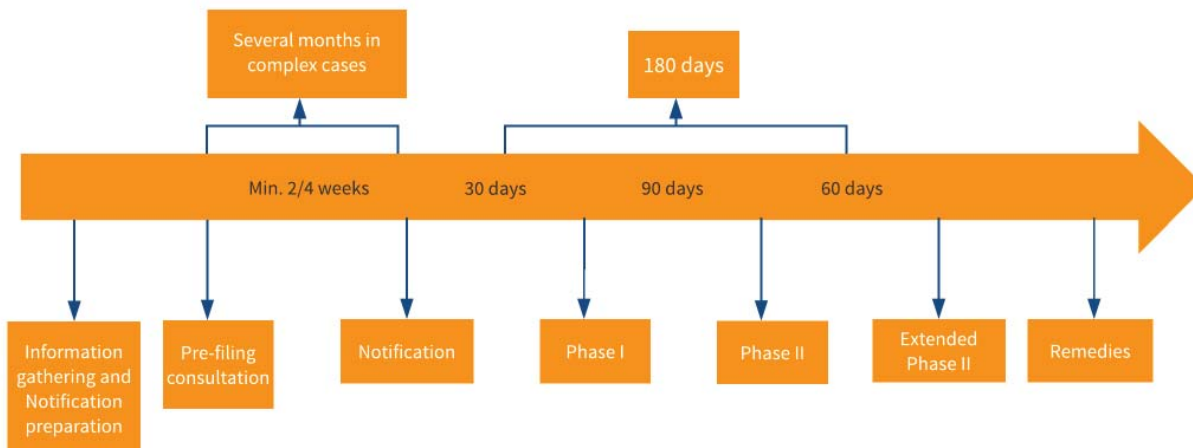 Several months in
complex cases
180 days
Min. 2/4 weeks
30 days
90 days
60 days
Information
gathering and
Notification
preparation
Pre-filing
consultation
Notification
Phase I
Phase II
Extended
Phase II
Remedies